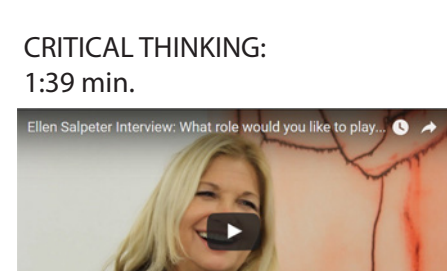 CRITICAL THINKING:
1:39 min.
Ellen Salpeter Interview: What role would you like to play...